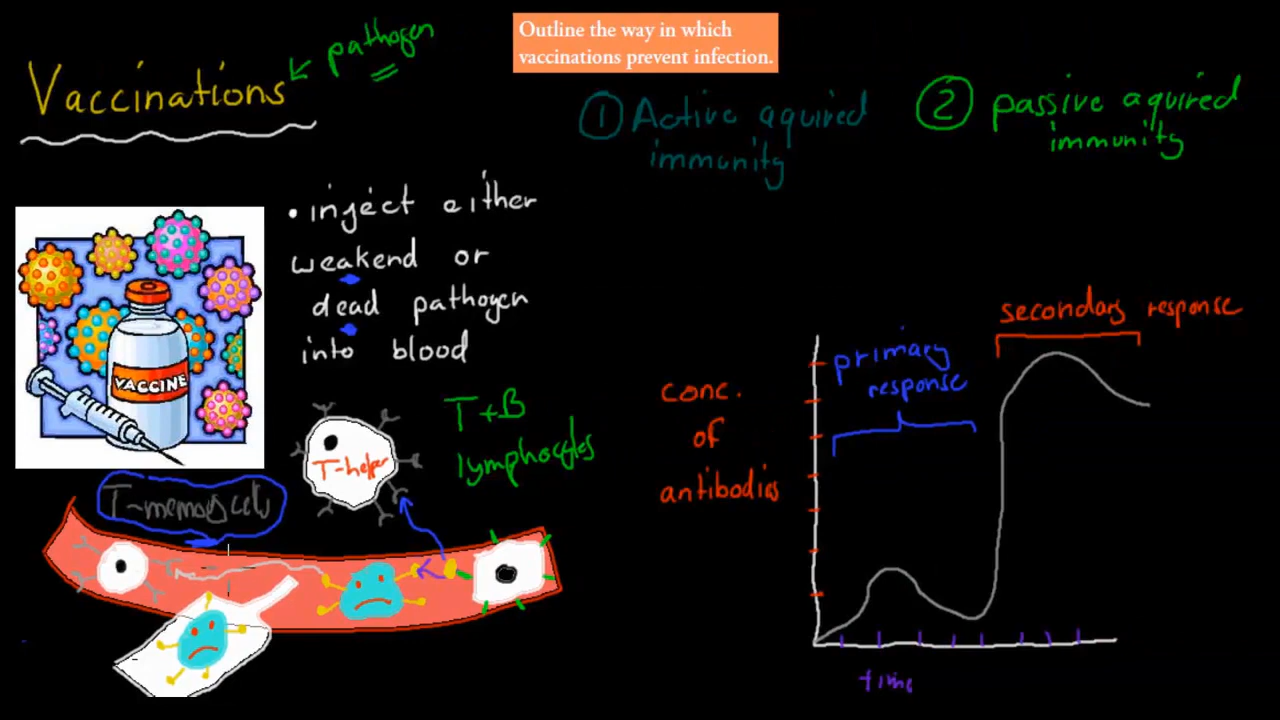 Outline the way in which
vaccinations prevent infection.
Vaccinations
pathogen
1 Active aquired
immunity
2 passive aquired
immunity
• inject either
weakend or
dead pathogen
into blood
VACCINE
T-helper
T+B
lymphocytes
T-memory cells
secondary response
primary
response
conc.
of
antibodies
time